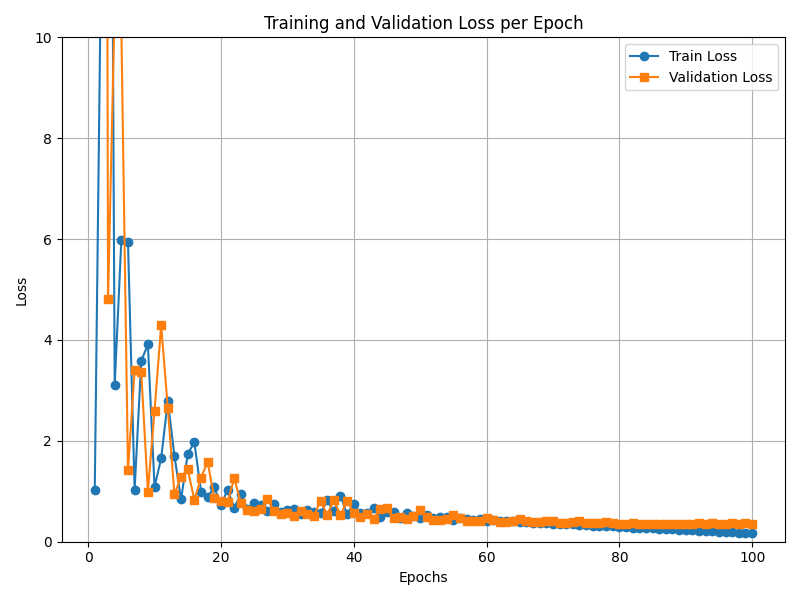 Training and Validation Loss per Epoch
Train Loss
Validation Loss
10
8
6
4
2
0
Loss
0 20 40 60 80 100
Epochs